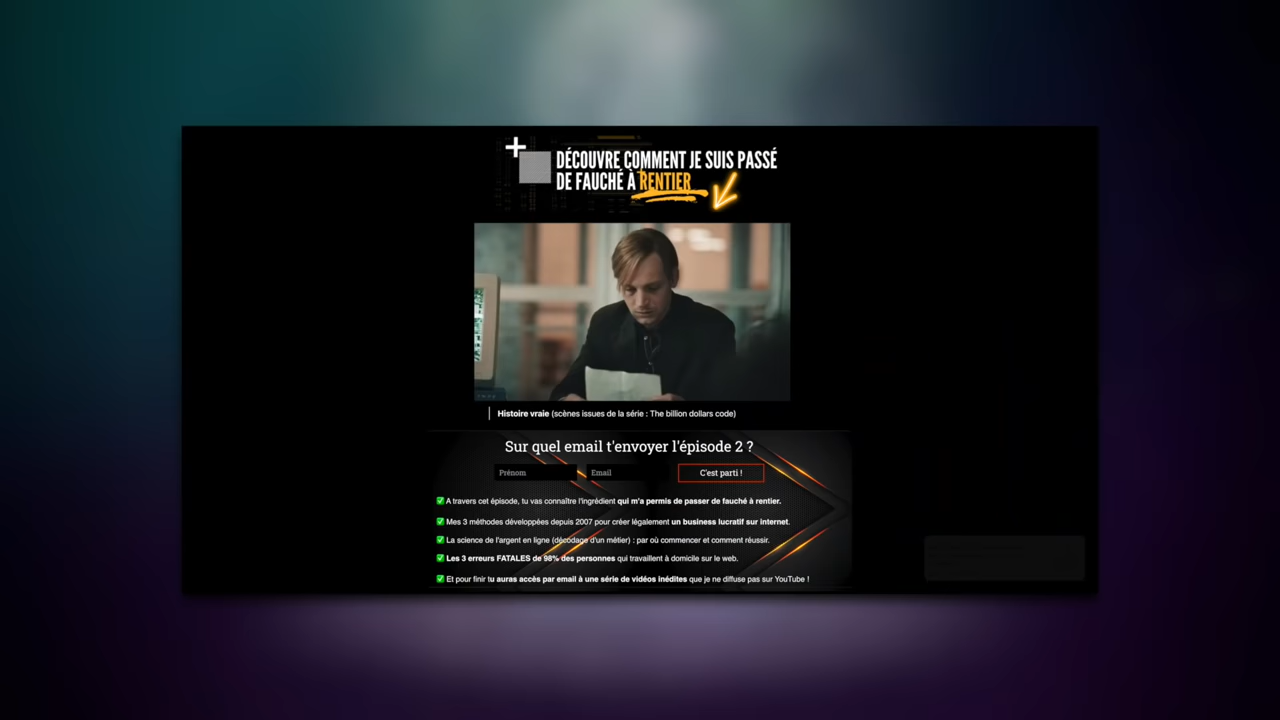 DÉCOUVRE COMMENT JE SUIS PASSÉ
DE FAUCHÉ À RENTIER
Histoire vraie (scènes issues de la série : The billion dollars code)
Sur quel email t'envoyer l'épisode 2 ?
Prénom
Email
C'est parti !
A travers cet épisode, tu vas connaître l'ingrédient qui m'a permis de passer de fauché à rentier.
Mes 3 méthodes développées depuis 2007 pour créer légalement un business lucratif sur internet.
La science de l'argent en ligne (décodage d'un métier) : par où commencer et comment réussir.
Les 3 erreurs FATALES de 98% des personnes qui travaillent à domicile sur le web.
Et pour finir tu auras accès par email à une série de vidéos inédites que je ne diffuse pas sur YouTube !